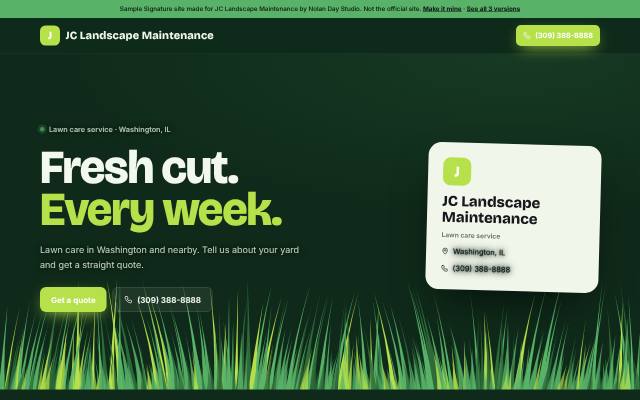 Sample Signature site made for JC Landscape Maintenance by Nolan Day Studio. Not the official site. Make it mine · See all 3 versions
J JC Landscape Maintenance
(309) 388-8888
Lawn care service · Washington, IL
Fresh cut.
Every week.
Lawn care in Washington and nearby. Tell us about your yard
and get a straight quote.
Get a quote
(309) 388-8888
J
JC Landscape
Maintenance
Lawn care service
Washington, IL
(309) 388-8888